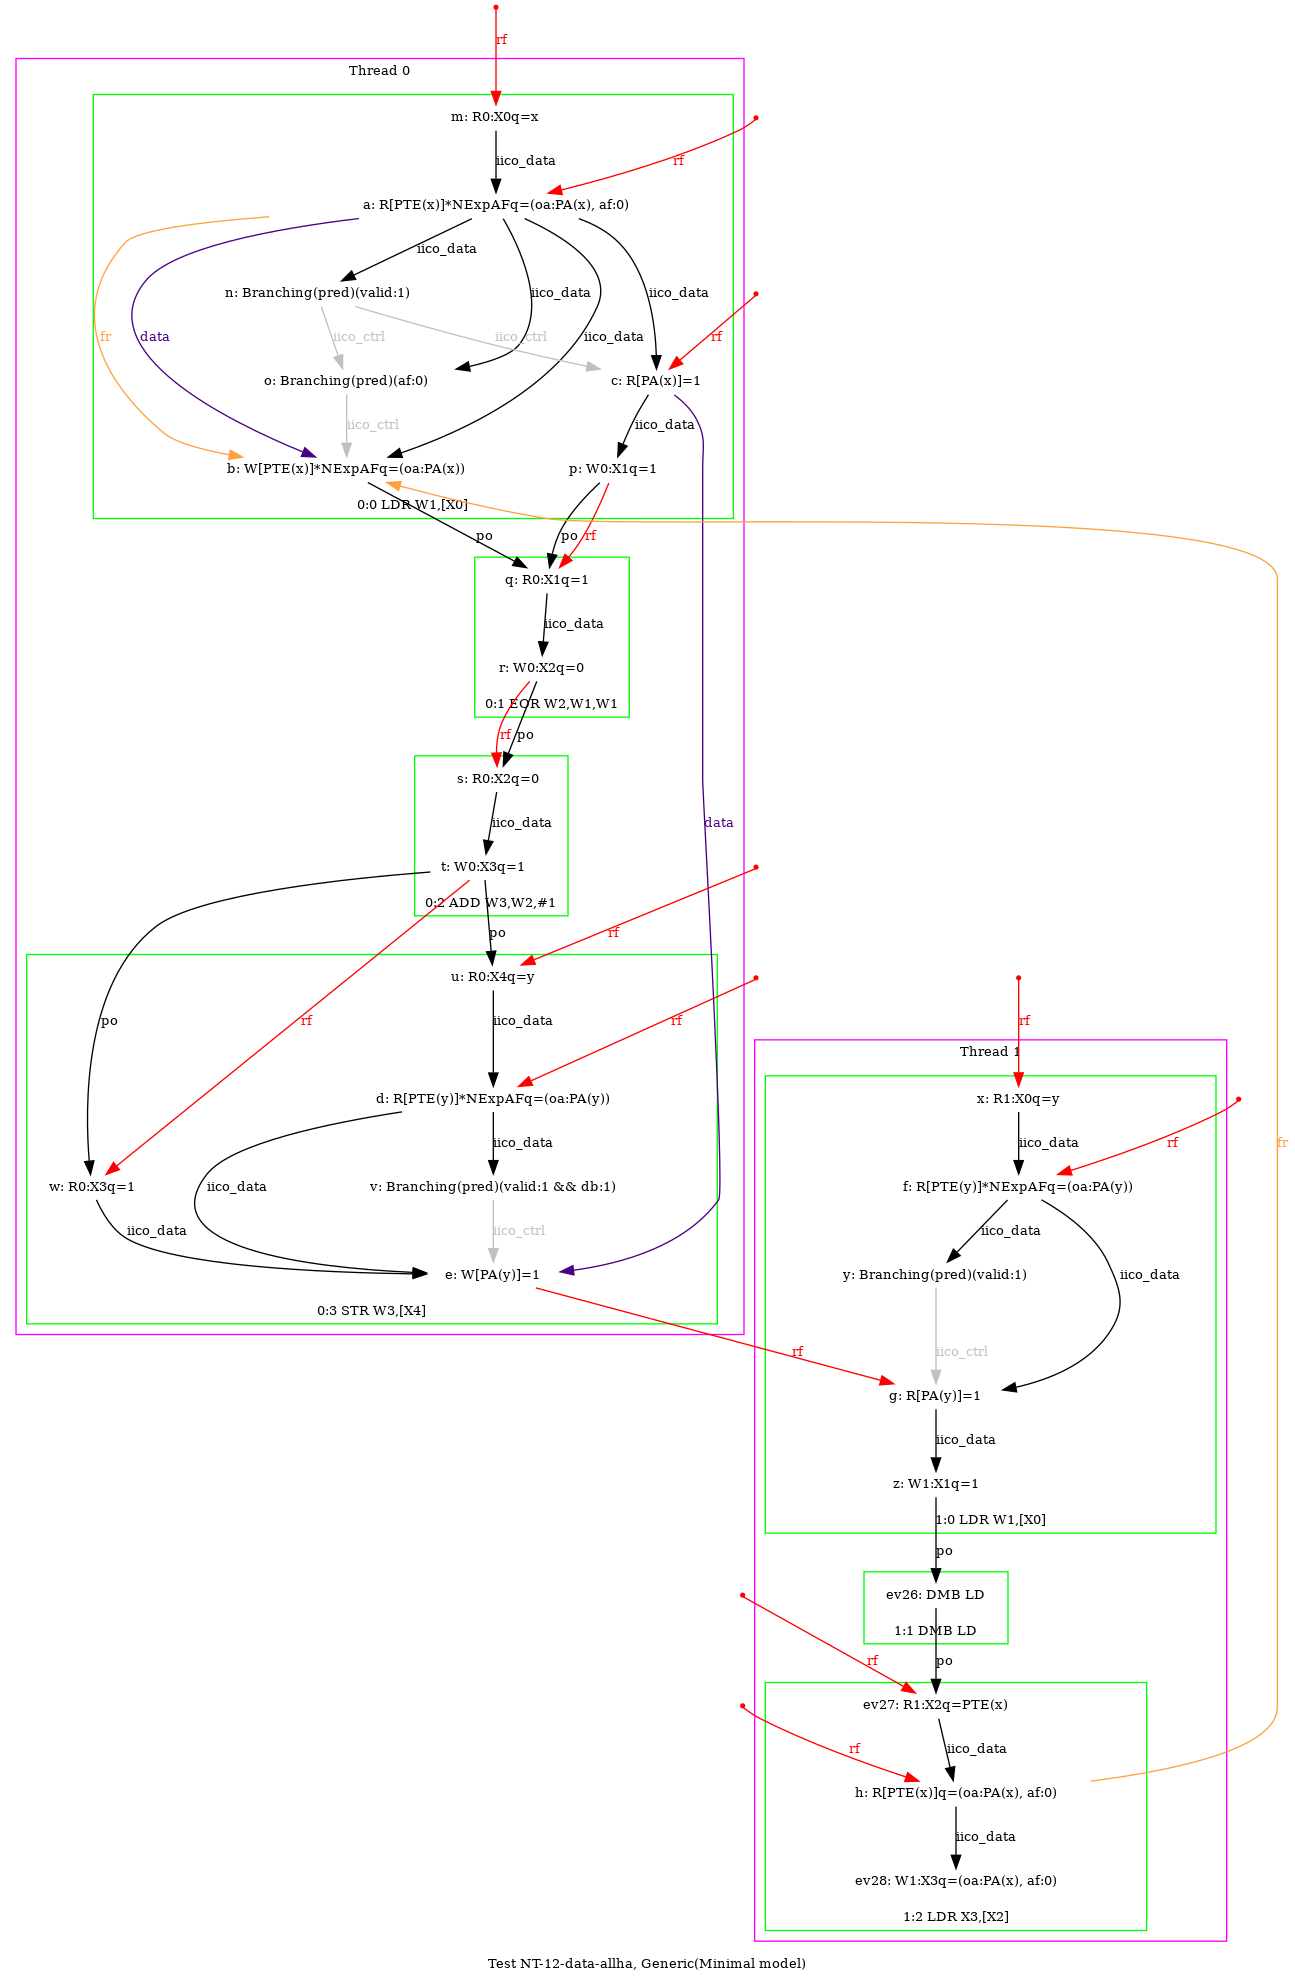 rf
Thread 0
m: R0:X0q=x
iico_data
rf
a: R[PTE(x)]*NExpAFq=(oa:PA(x), af:0)
iico_data
n: Branching(pred)(valid:1)
iico_data
iico_data
fr
data
iico_ctrl
iico_ctrl
iico_data
rf
o: Branching(pred)(af:0)
c: R[PA(x)]=1
iico_ctrl
iico_data
b: W[PTE(x)]*NExpAFq=(oa:PA(x))
p: W0:X1q=1
0:0 LDR W1,[X0]
po
po
rf
q: R0:X1q=1
iico_data
r: W0:X2q=0
0:1 EOR W2,W1,W1
rf
po
s: R0:X2q=0
iico_data
data
t: W0:X3q=1
0:2 ADD W3,W2,#1
po
rf
u: R0:X4q=y
po
rf
iico_data
rf
rf
Thread 1
d: R[PTE(y)]*NExpAFq=(oa:PA(y))
x: R1:X0q=y
iico_data
iico_data
rf
fr
w: R0:X3q=1
iico_data
v: Branching(pred)(valid:1 && db:1)
f: R[PTE(y)]*NExpAFq=(oa:PA(y))
iico_data
iico_ctrl
iico_data
e: W[PA(y)]=1
y: Branching(pred)(valid:1)
iico_data
0:3 STR W3,[X4]
rf
iico_ctrl
g: R[PA(y)]=1
iico_data
z: W1:X1q=1
1:0 LDR W1,[X0]
po
ev26: DMB LD
1:1 DMB LD
rf
po
ev27: R1:X2q=PTE(x)
rf
iico_data
h: R[PTE(x)]q=(oa:PA(x), af:0)
iico_data
ev28: W1:X3q=(oa:PA(x), af:0)
1:2 LDR X3,[X2]
Test NT-12-data-allha, Generic(Minimal model)